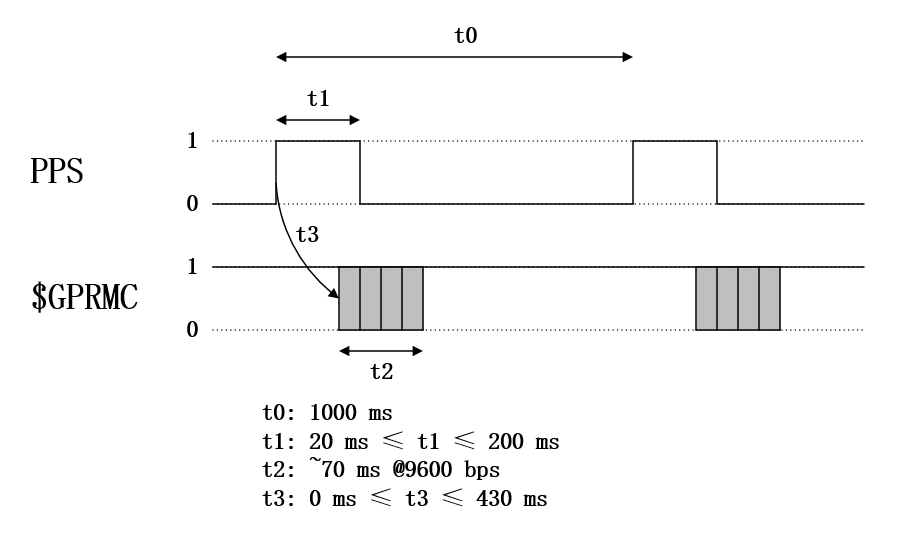 t0
t1
1
PPS
0
t3
1
$GPRMC
0
t2
t0: 1000 ms
t1: 20 ms ≤ t1 ≤ 200 ms
t2: ~70 ms @9600 bps
t3: 0 ms ≤ t3 ≤ 430 ms